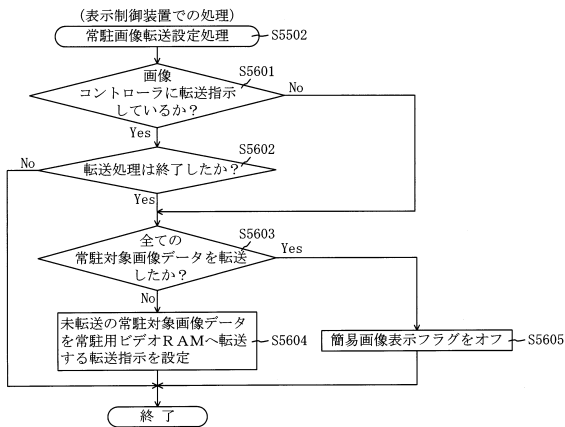 (表示制御装置での処理)
常駐画像転送設定処理
S5502
画像
コントローラに転送指示
しているか?
S5601
No
Yes
転送処理は終了したか?
S5602
No
Yes
全ての
常駐対象画像データを転送
したか?
S5603
Yes
No
未転送の常駐対象画像データ
を常駐用ビデオRAMへ転送
する転送指示を設定
S5604
簡易画像表示フラグをオフ
S5605
終了